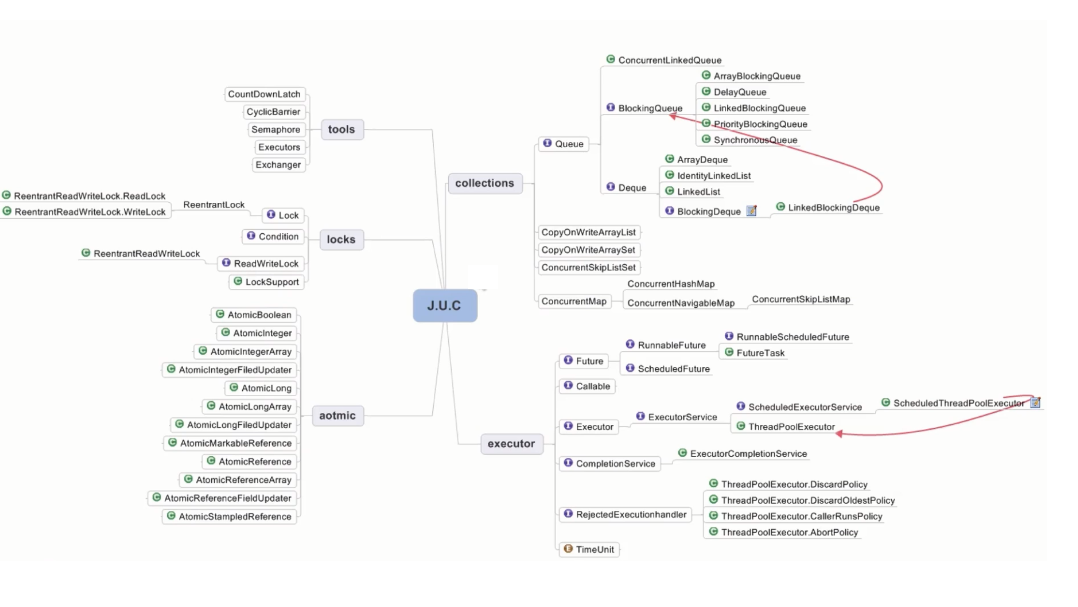 J.U.C
tools
CountDownLatch
CyclicBarrier
Semaphore
Executors
Exchanger
locks
Lock
ReentrantLock
ReentrantReadWriteLock.ReadLock
ReentrantReadWriteLock.WriteLock
Condition
ReadWriteLock
ReentrantReadWriteLock
LockSupport
aotmic
AtomicBoolean
AtomicInteger
AtomicIntegerArray
AtomicIntegerFiledUpdater
AtomicLong
AtomicLongArray
AtomicLongFiledUpdater
AtomicMarkableReference
AtomicReference
AtomicReferenceArray
AtomicReferenceFieldUpdater
AtomicStampledReference
collections
Queue
ConcurrentLinkedQueue
BlockingQueue
ArrayBlockingQueue
DelayQueue
LinkedBlockingQueue
PriorityBlockingQueue
SynchronousQueue
Deque
ArrayDeque
IdentityLinkedList
LinkedList
BlockingDeque
LinkedBlockingDeque
CopyOnWriteArrayList
CopyOnWriteArraySet
ConcurrentSkipListSet
ConcurrentMap
ConcurrentHashMap
ConcurrentNavigableMap
ConcurrentSkipListMap
executor
Future
RunnableFuture
RunnableScheduledFuture
FutureTask
ScheduledFuture
Callable
Executor
ExecutorService
ScheduledExecutorService
ScheduledThreadPoolExecutor
ThreadPoolExecutor
CompletionService
ExecutorCompletionService
RejectedExecutionhandler
ThreadPoolExecutor.DiscardPolicy
ThreadPoolExecutor.DiscardOldestPolicy
ThreadPoolExecutor.CallerRunsPolicy
ThreadPoolExecutor.AbortPolicy
TimeUnit